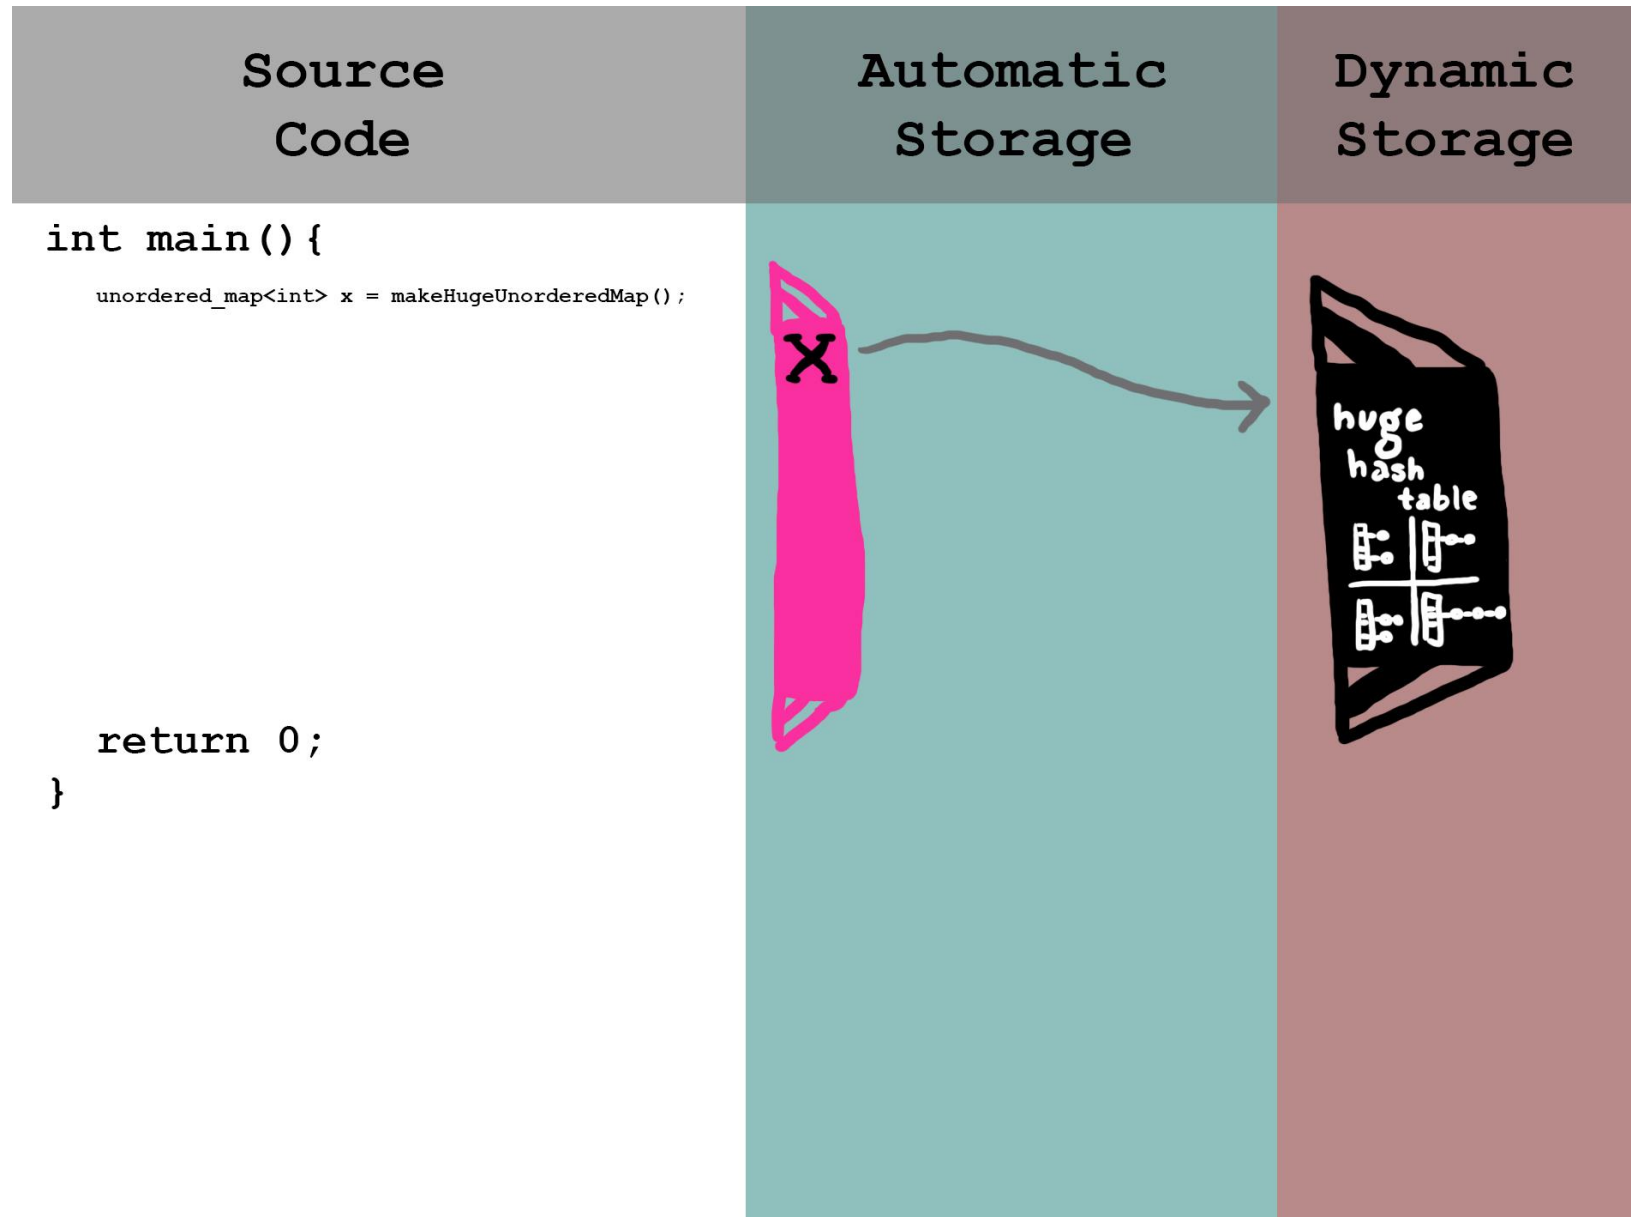 Source
Code
Automatic
Storage
Dynamic
Storage
int main(){
unordered_map<int> x = makeHugeUnorderedMap();
X
huge
hash
table
return 0;
}